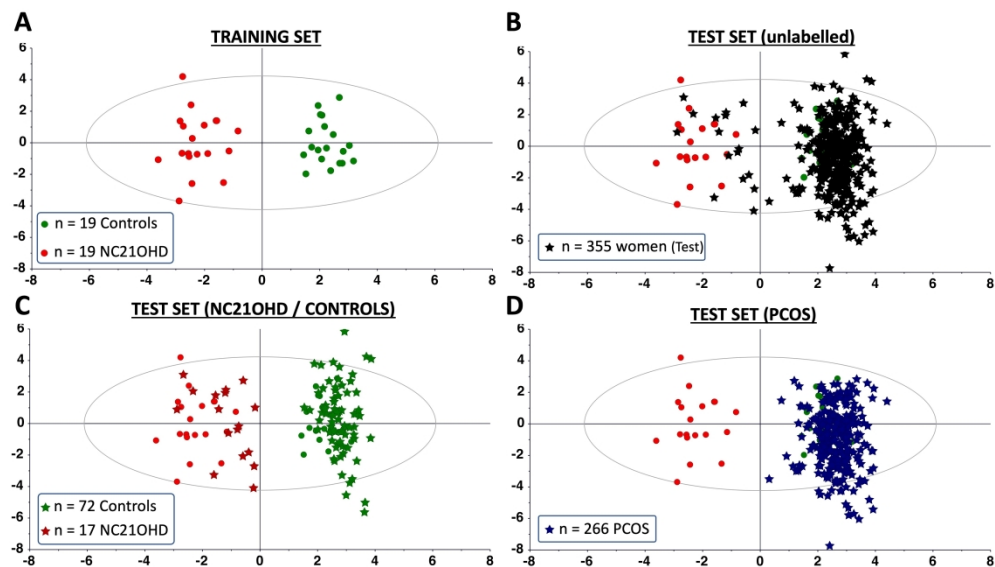 A
TRAINING SET
6
4
2
0
-2
-4
-6
-8
n = 19 Controls
n = 19 NC21OHD
-8 -6 -4 -2 0 2 4 6 8
B
TEST SET (unlabelled)
6
4
2
0
-2
-4
-6
-8
n = 355 women (Test)
-8 -6 -4 -2 0 2 4 6 8
C
TEST SET (NC21OHD / CONTROLS)
6
4
2
0
-2
-4
-6
-8
n = 72 Controls
n = 17 NC21OHD
-8 -6 -4 -2 0 2 4 6 8
D
TEST SET (PCOS)
6
4
2
0
-2
-4
-6
-8
n = 266 PCOS
-8 -6 -4 -2 0 2 4 6 8